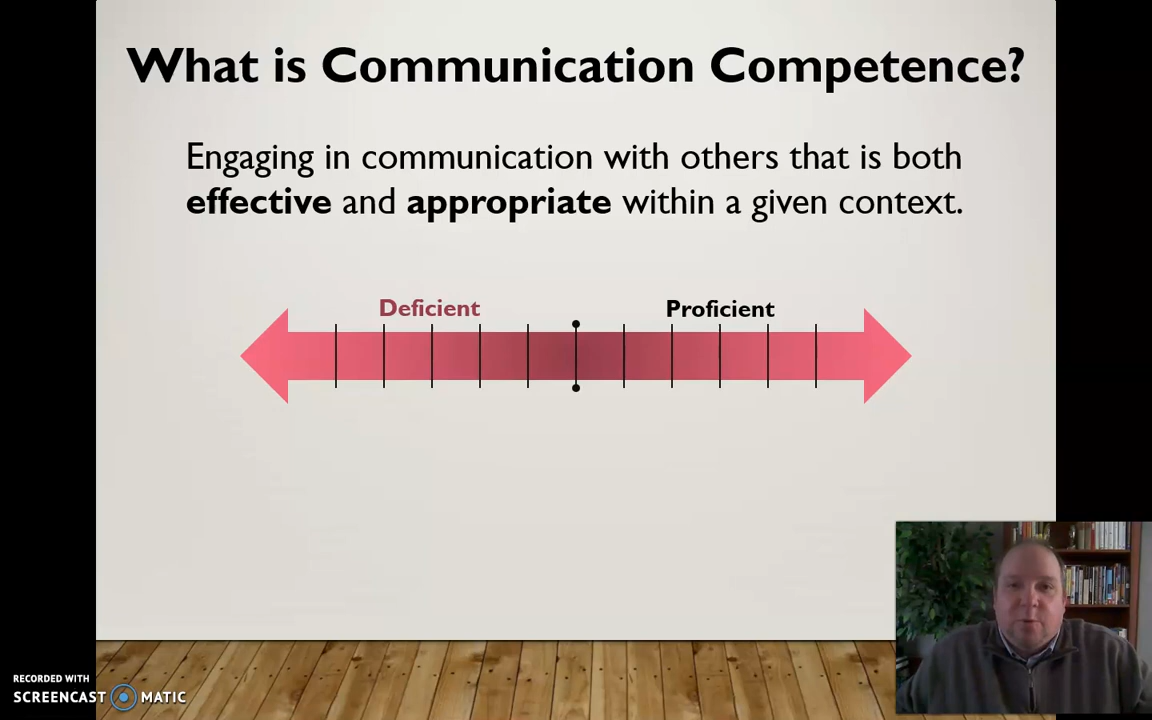 What is Communication Competence?
Engaging in communication with others that is both
effective and appropriate within a given context.
Deficient
Proficient
RECORDED WITH
SCREENCAST MATIC